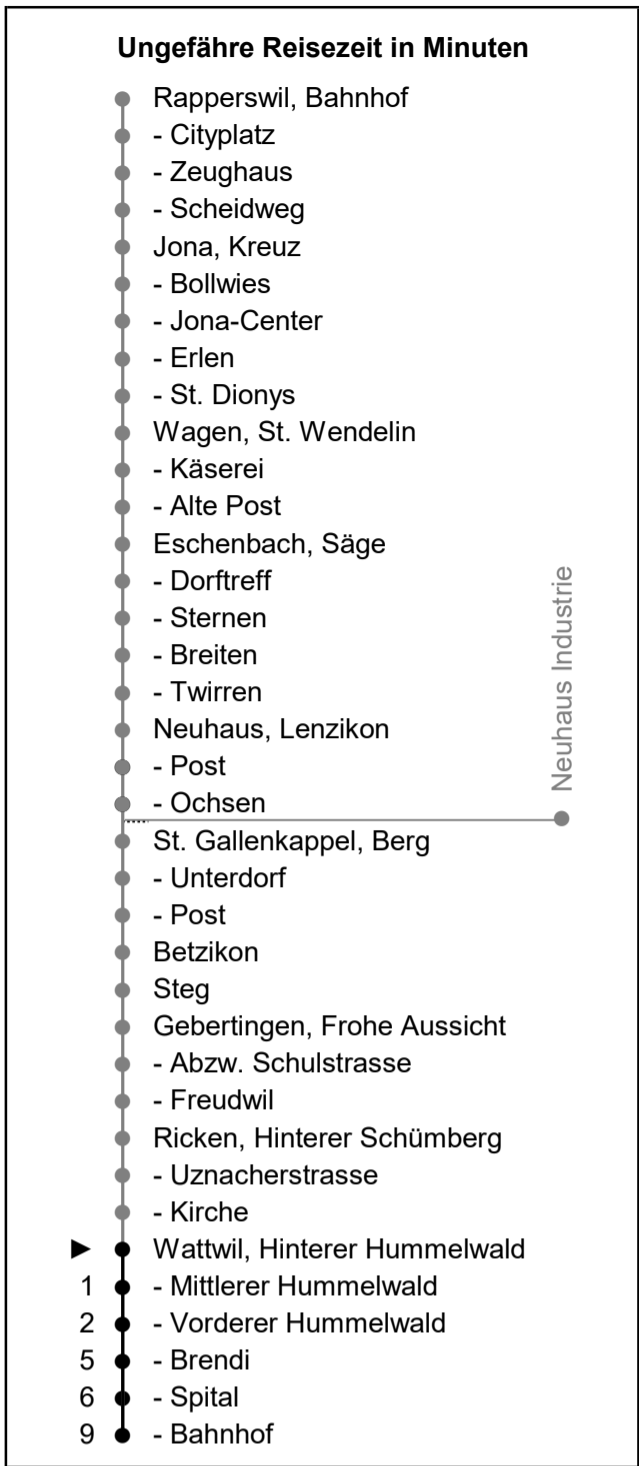 Ungefähre Reisezeit in Minuten
Rapperswil, Bahnhof
- Cityplatz
- Zeughaus
- Scheidweg
Jona, Kreuz
- Bollwies
- Jona-Center
- Erlen
- St. Dionys
Wagen, St. Wendelin
- Käserei
- Alte Post
Eschenbach, Säge
- Dorftreff
- Sternen
- Breiten
- Twirren
Neuhaus, Lenzikon
- Post
- Ochsen
Neuhaus Industrie
St. Gallenkappel, Berg
- Unterdorf
- Post
Betzikon
Steg
Gebertingen, Frohe Aussicht
- Abzw. Schulstrasse
- Freudwil
Ricken, Hinterer Schümberg
- Uznacherstrasse
- Kirche
► Wattwil, Hinterer Hummelwald
1 - Mittlerer Hummelwald
2 - Vorderer Hummelwald
5 - Brendi
6 - Spital
9 - Bahnhof